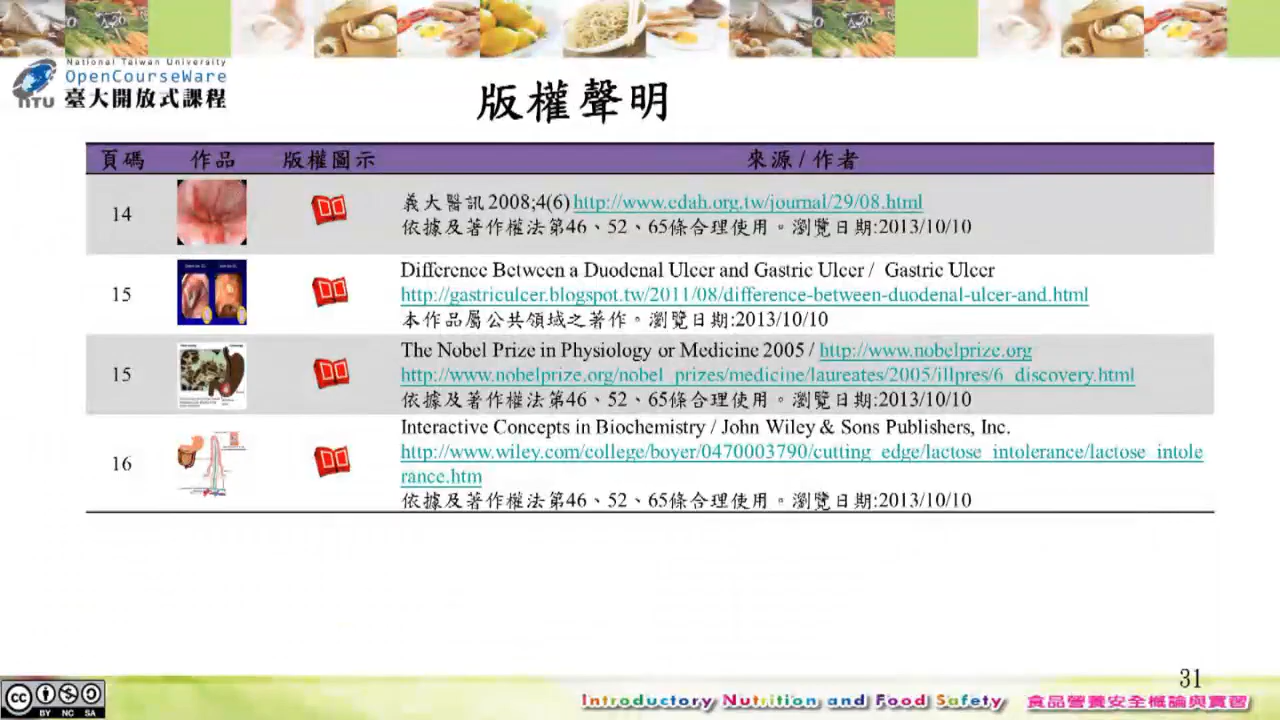 National Taiwan University
OpenCourseWare
臺大開放式課程
NTU
版權聲明
頁碼 作品 版權圖示 來源/作者
14
義大醫訊2008;4(6) http://www.edah.org.tw/journal/29/08.html
依據及著作權法第46、52、65條合理使用。瀏覽日期:2013/10/10
15
Difference Between a Duodenal Ulcer and Gastric Ulcer / Gastric Ulcer
http://gastriculcer.blogspot.tw/2011/08/difference-between-duodenal-ulcer-and.html
本作品屬公共領域之著作。瀏覽日期:2013/10/10
15
The Nobel Prize in Physiology or Medicine 2005 / http://www.nobelprize.org
http://www.nobelprize.org/nobel_prizes/medicine/laureates/2005/illpres/6_discovery.html
依據及著作權法第46、52、65條合理使用。瀏覽日期:2013/10/10
16
Interactive Concepts in Biochemistry / John Wiley & Sons Publishers, Inc.
http://www.wiley.com/college/boyer/0470003790/cutting_edge/lactose_intolerance/lactose_intole
rance.htm
依據及著作權法第46、52、65條合理使用。瀏覽日期:2013/10/10
31
CC BY NC SA
Introductory Nutrition and Food Safety 食品營養安全概論與實習